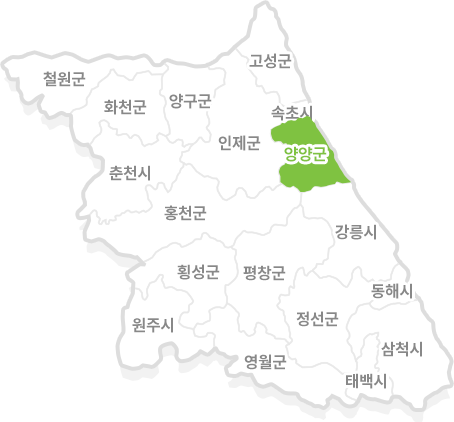 고성군
철원군
화천군
양구군
속초시
인제군
양양군
춘천시
홍천군
강릉시
횡성군
평창군
동해시
원주시
정선군
삼척시
영월군
태백시